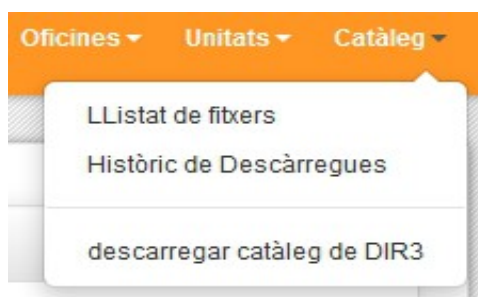 Oficines Unitats Catàleg
LListat de fitxers
Històric de Descàrregues
descarregar catàleg de DIR3